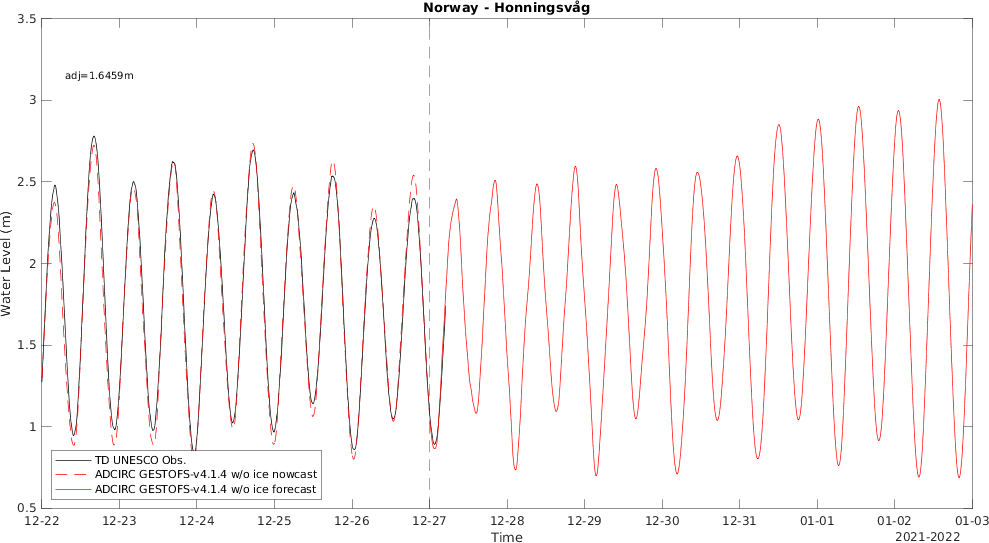 Norway - Honningsvåg
3.5
adj=1.6459m
3
2.5
2
1.5
1
0.5
Water Level (m)
TD UNESCO Obs.
ADCIRC GESTOFS-v4.1.4 w/o ice nowcast
ADCIRC GESTOFS-v4.1.4 w/o ice forecast
12-22 12-23 12-24 12-25 12-26 12-27 12-28 12-29 12-30 12-31 01-01 01-02 01-03
Time
2021-2022